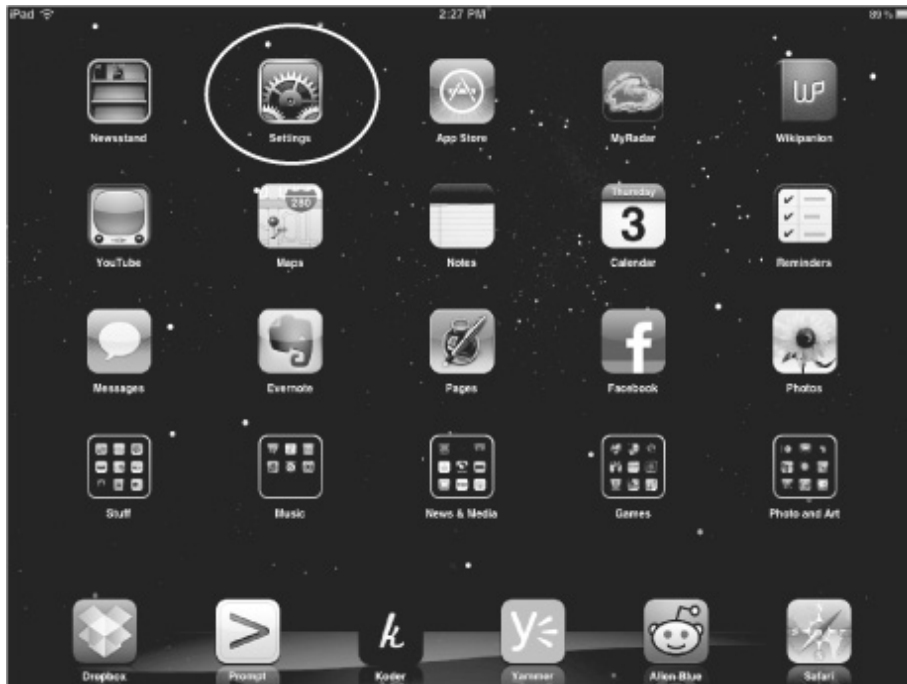 iPad 2:27 PM 89 %
Newsstand Settings App Store MyRadar Wikipanion
WP
280
Thursday
3
YouTube Maps Notes Calendar Reminders
f
Messages Evernote Pages Facebook Photos
Stuff Music News & Media Games Photo and Art
> k y
Dropbox Prompt Koder Yammer Alien Blue Safari